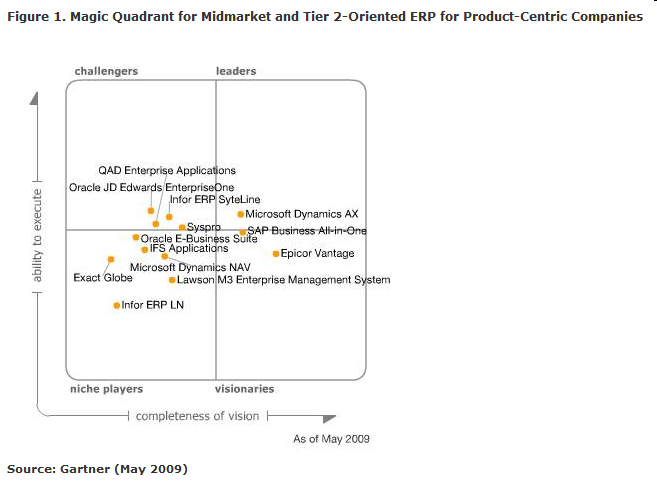 Figure 1. Magic Quadrant for Midmarket and Tier 2-Oriented ERP for Product-Centric Companies
challengers
leaders
QAD Enterprise Applications
Oracle JD Edwards EnterpriseOne
Infor ERP SyteLine
Microsoft Dynamics AX
Syspro
SAP Business All-in-One
Oracle E-Business Suite
IFS Applications
Epicor Vantage
Microsoft Dynamics NAV
Exact Globe
Lawson M3 Enterprise Management System
Infor ERP LN
ability to execute
niche players
visionaries
completeness of vision
As of May 2009
Source: Gartner (May 2009)